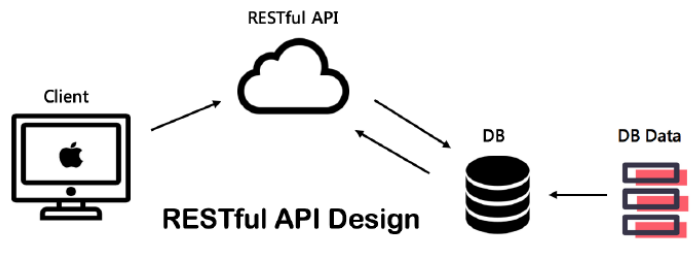 RESTful API
Client
DB
DB Data
RESTful API Design